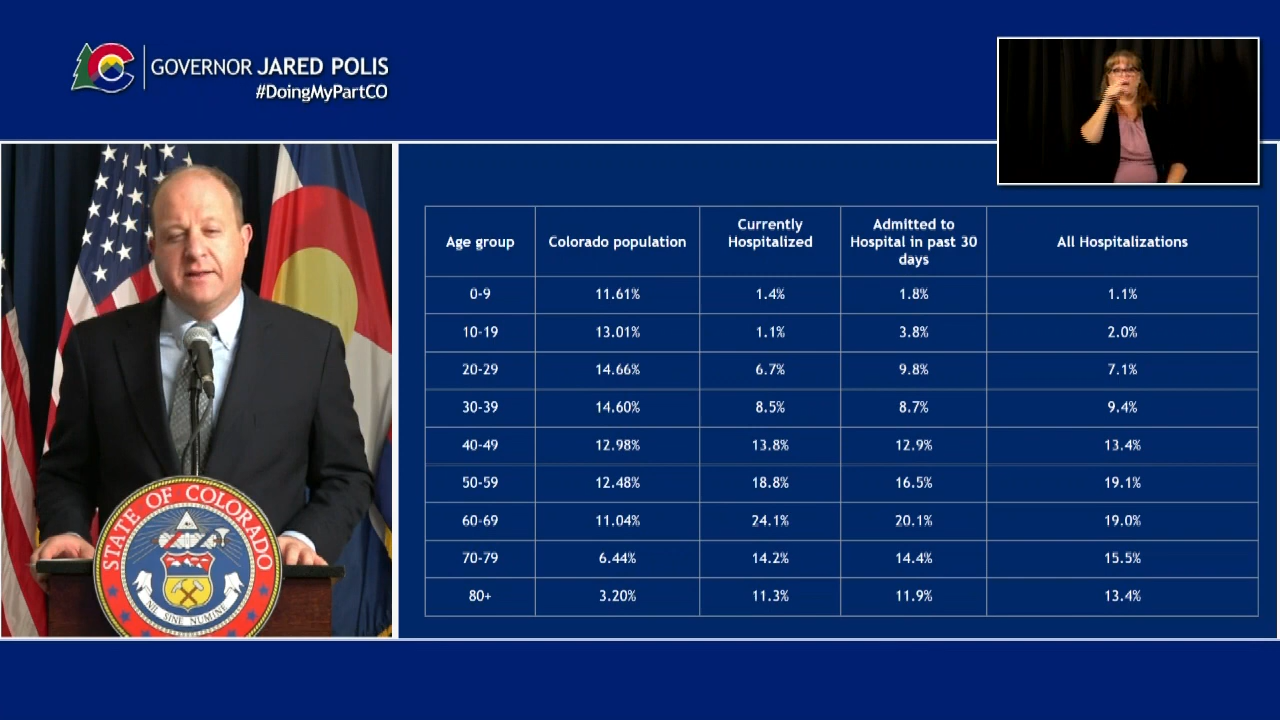 GOVERNOR JARED POLIS
#DoingMyPartCO
Age group Colorado population Currently Hospitalized Admitted to Hospital in past 30 days All Hospitalizations
0-9 11.61% 1.4% 1.8% 1.1%
10-19 13.01% 1.1% 3.8% 2.0%
20-29 14.66% 6.7% 9.8% 7.1%
30-39 14.60% 8.5% 8.7% 9.4%
40-49 12.98% 13.8% 12.9% 13.4%
50-59 12.48% 18.8% 16.5% 19.1%
60-69 11.04% 24.1% 20.1% 19.0%
70-79 6.44% 14.2% 14.4% 15.5%
80+ 3.20% 11.3% 11.9% 13.4%
STATE OF COLORADO
NIL SINE NUMINE